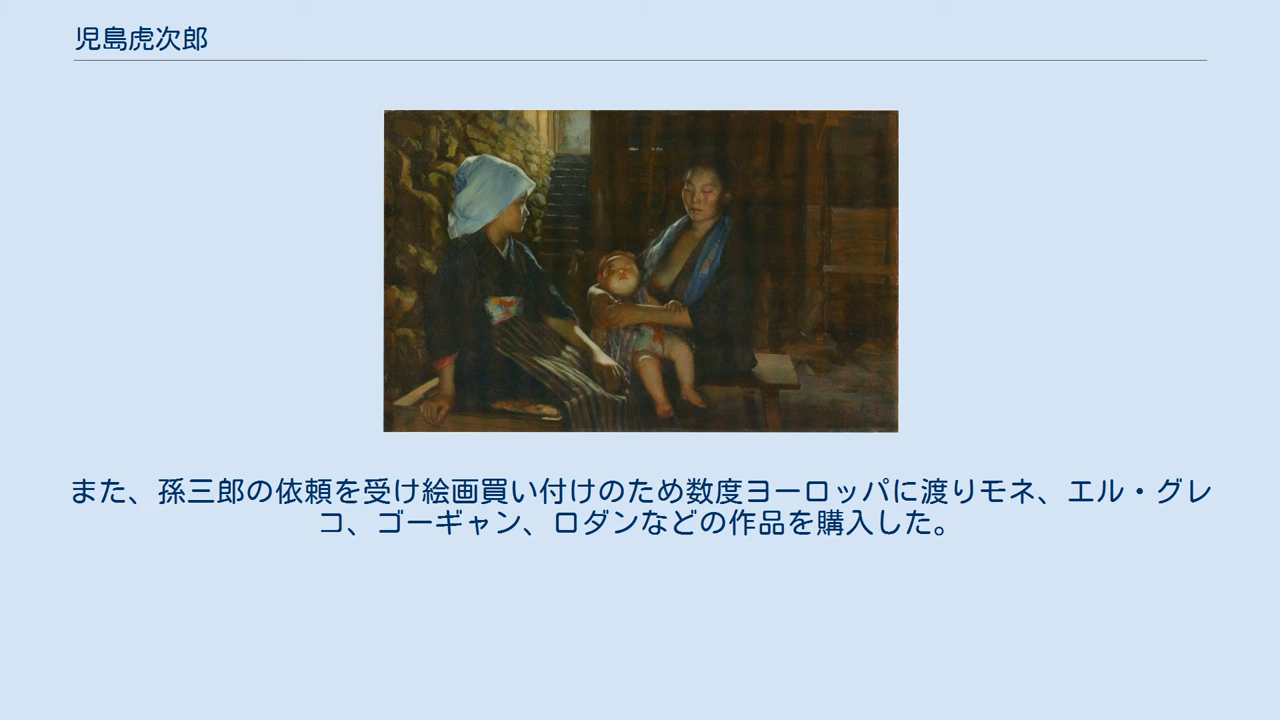 児島虎次郎
また、孫三郎の依頼を受け絵画買い付けのため数度ヨーロッパに渡りモネ、エル・グレ
コ、ゴーギャン、ロダンなどの作品を購入した。